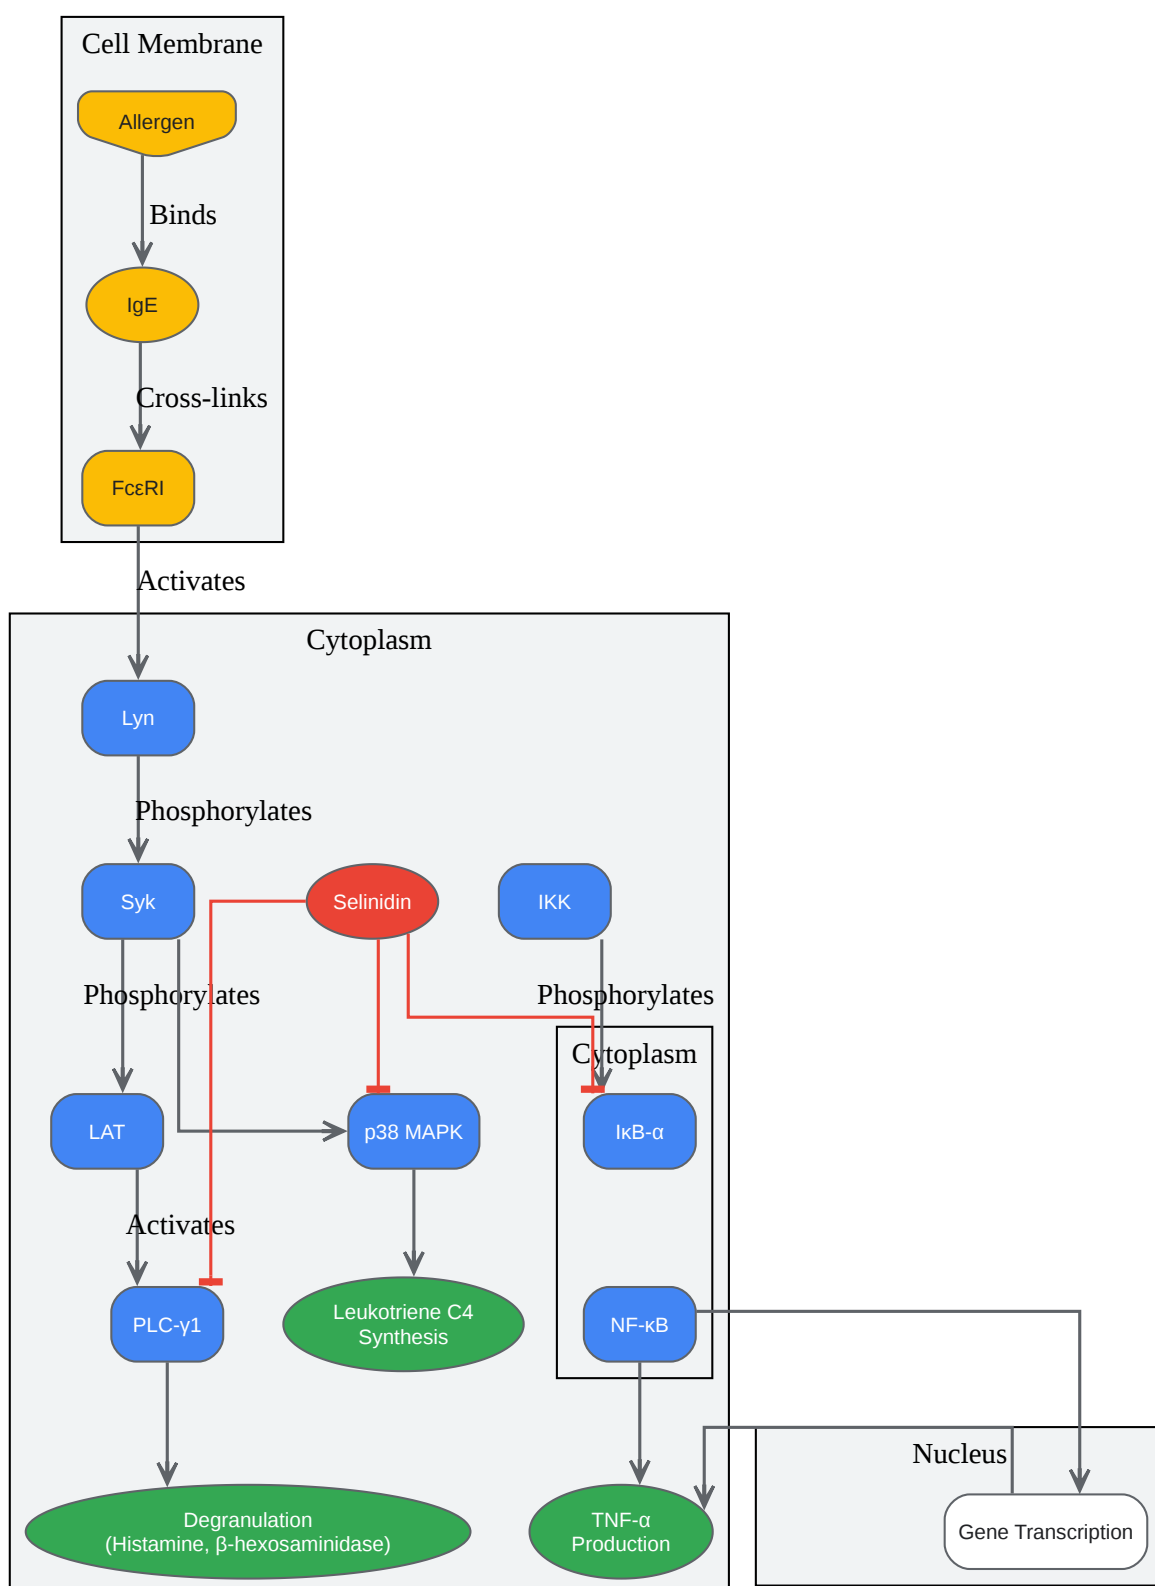 Cell Membrane
Allergen
Binds
IgE
Cross-links
FcεRI
Activates
Cytoplasm
Lyn
Phosphorylates
Syk
Selinidin
IKK
Phosphorylates
Phosphorylates
Cytoplasm
LAT
p38 MAPK
IκB-α
Activates
PLC-γ1
Leukotriene C4
Synthesis
NF-κB
Nucleus
Degranulation
(Histamine, β-hexosaminidase)
TNF-α
Production
Gene Transcription